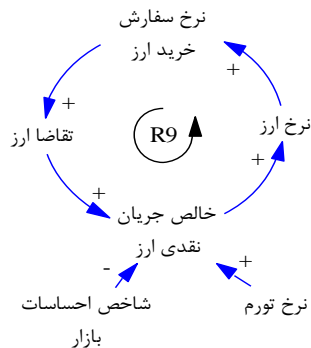 نرخ سفارش
خرید ارز
+
+
نرخ ارز
R9
تقاضا ارز
+
+
خالص جریان
نقدی ارز
-
+
شاخص احساسات
بازار
نرخ تورم